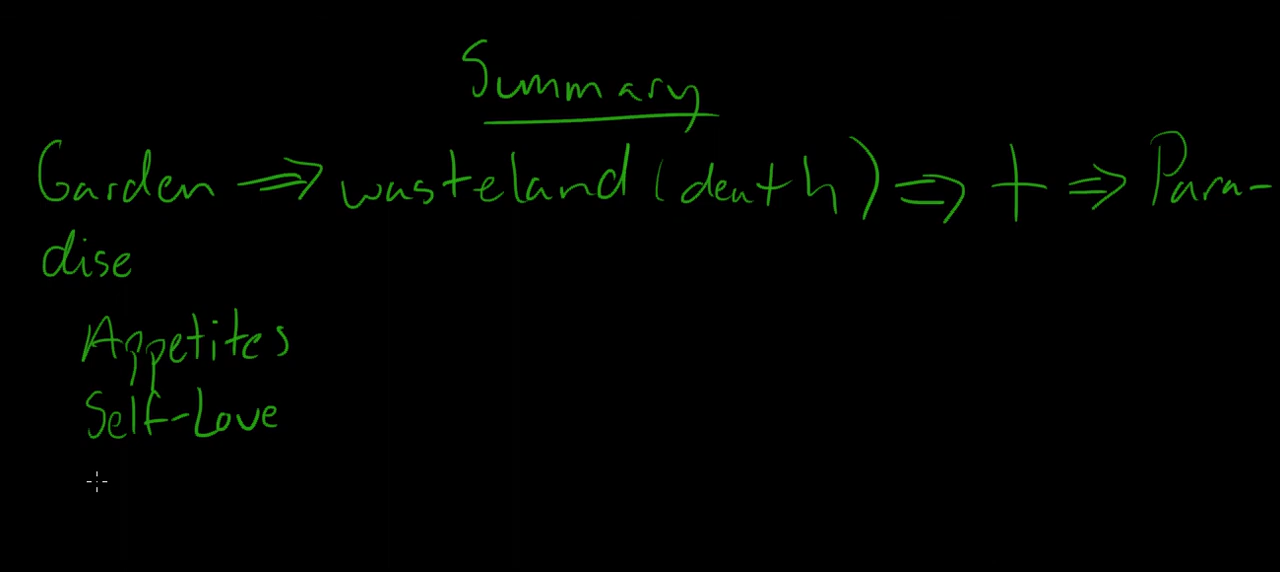 Summary
Garden ⇒ wasteland (death) ⇒ † ⇒ Para-
dise
Appetites
Self-Love